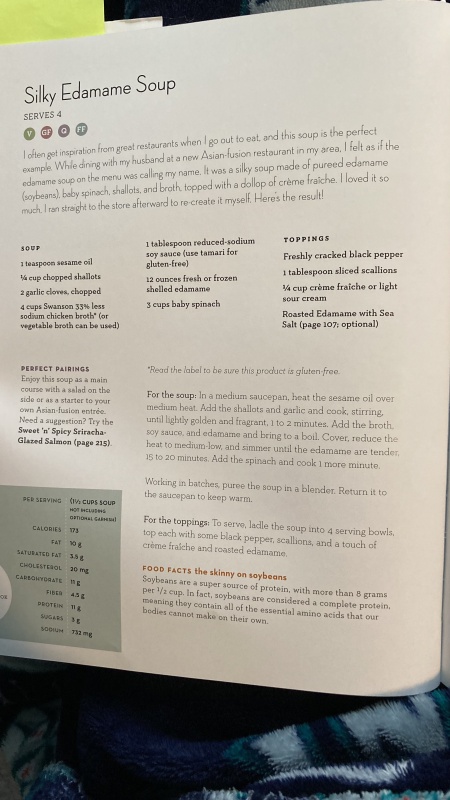 Silky Edamame Soup
SERVES 4
V GF Q FF
I often get inspiration from great restaurants when I go out to eat, and this soup is the perfect
example. While dining with my husband at a new Asian-fusion restaurant in my area, I felt as if the
edamame soup on the menu was calling my name. It was a silky soup made of pureed edamame
(soybeans), baby spinach, shallots, and broth, topped with a dollop of crème fraîche. I loved it so
much, I ran straight to the store afterward to re-create it myself. Here's the result!
SOUP
1 teaspoon sesame oil
¼ cup chopped shallots
2 garlic cloves, chopped
4 cups Swanson 33% less
sodium chicken broth* (or
vegetable broth can be used)
1 tablespoon reduced-sodium
soy sauce (use tamari for
gluten-free)
12 ounces fresh or frozen
shelled edamame
3 cups baby spinach
TOPPINGS
Freshly cracked black pepper
1 tablespoon sliced scallions
¼ cup crème fraîche or light
sour cream
Roasted Edamame with Sea
Salt (page 107; optional)
PERFECT PAIRINGS
Enjoy this soup as a main
course with a salad on the
side or as a starter to your
own Asian-fusion entrée.
Need a suggestion? Try the
Sweet 'n' Spicy Sriracha-
Glazed Salmon (page 215).
*Read the label to be sure this product is gluten-free.
For the soup: In a medium saucepan, heat the sesame oil over
medium heat. Add the shallots and garlic and cook, stirring,
until lightly golden and fragrant, 1 to 2 minutes. Add the broth,
soy sauce, and edamame and bring to a boil. Cover, reduce the
heat to medium-low, and simmer until the edamame are tender,
15 to 20 minutes. Add the spinach and cook 1 more minute.
Working in batches, puree the soup in a blender. Return it to
the saucepan to keep warm.
For the toppings: To serve, ladle the soup into 4 serving bowls,
top each with some black pepper, scallions, and a touch of
crème fraîche and roasted edamame.
FOOD FACTS the skinny on soybeans
Soybeans are a super source of protein, with more than 8 grams
per ½ cup. In fact, soybeans are considered a complete protein,
meaning they contain all of the essential amino acids that our
bodies cannot make on their own.
PER SERVING (1½ CUPS SOUP
NOT INCLUDING
OPTIONAL GARNISH)
CALORIES 173
FAT 10 g
SATURATED FAT 3.5 g
CHOLESTEROL 20 mg
CARBOHYDRATE 11 g
FIBER 4.5 g
PROTEIN 11 g
SUGARS 3 g
SODIUM 732 mg